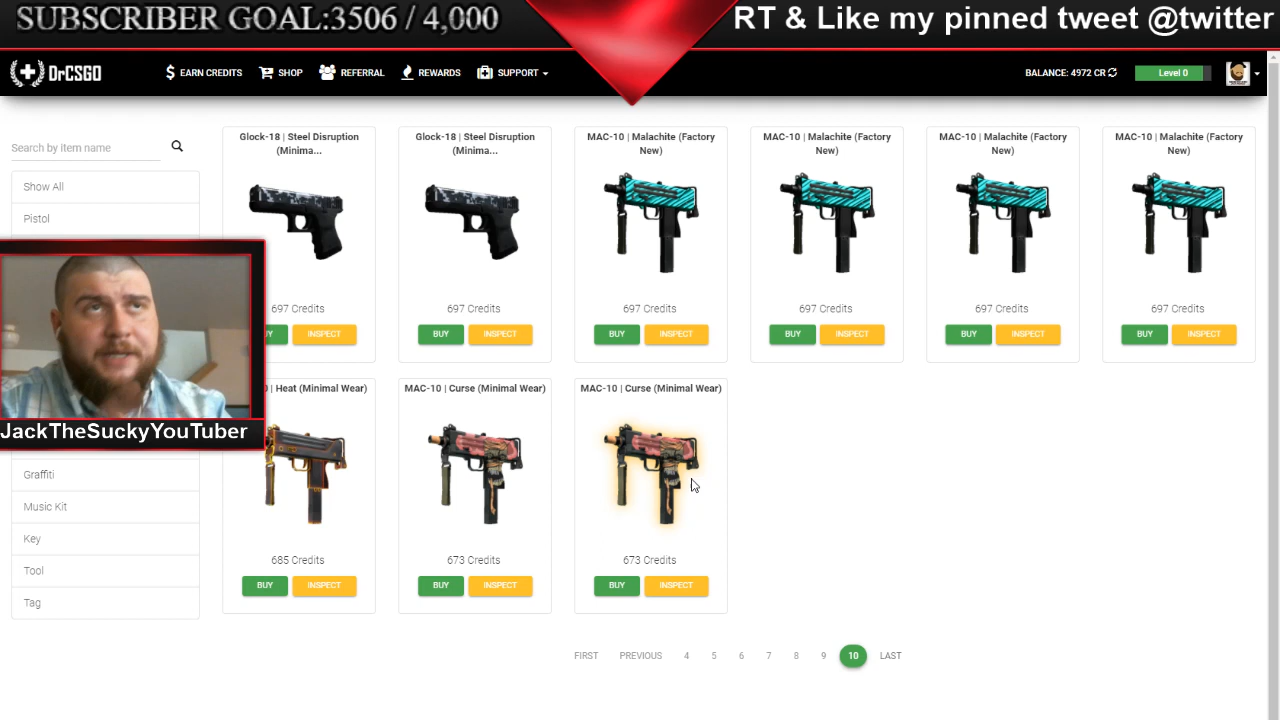 SUBSCRIBER GOAL:3506 / 4,000
RT & Like my pinned tweet @twitter
DrCSGO
EARN CREDITS
SHOP
REFERRAL
REWARDS
SUPPORT
BALANCE: 4972 CR
Level 0
Search by item name
Show All
Pistol
JackTheSuckyYouTuber
Graffiti
Music Kit
Key
Tool
Tag
Glock-18 | Steel Disruption
(Minima...
697 Credits
INSPECT
Glock-18 | Steel Disruption
(Minima...
697 Credits
BUY INSPECT
MAC-10 | Malachite (Factory
New)
697 Credits
BUY INSPECT
MAC-10 | Malachite (Factory
New)
697 Credits
BUY INSPECT
MAC-10 | Malachite (Factory
New)
697 Credits
BUY INSPECT
MAC-10 | Malachite (Factory
New)
697 Credits
BUY INSPECT
| Heat (Minimal Wear)
685 Credits
BUY INSPECT
MAC-10 | Curse (Minimal Wear)
673 Credits
BUY INSPECT
MAC-10 | Curse (Minimal Wear)
673 Credits
BUY INSPECT
FIRST PREVIOUS 4 5 6 7 8 9 10 LAST